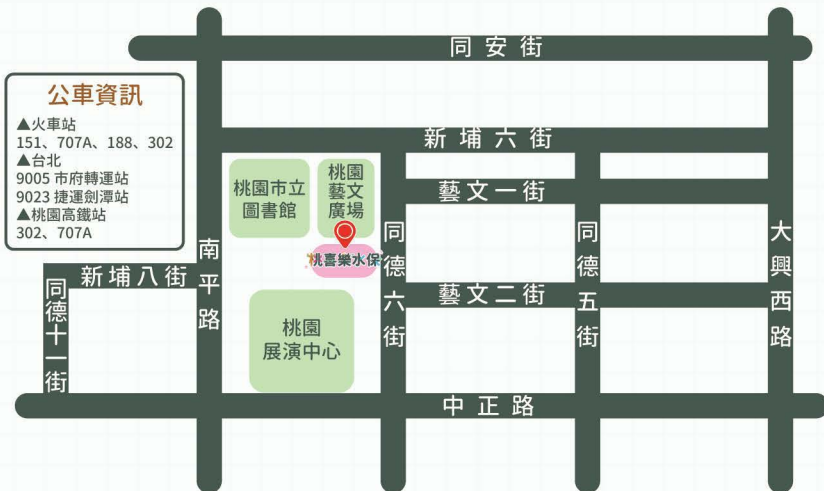 同安街
公車資訊
▲火車站
151、707A、188、302
▲台北
9005 市府轉運站
9023 捷運劍潭站
▲桃園高鐵站
302、707A
新埔六街
桃園市立
圖書館
桃園
藝文
廣場
藝文一街
桃喜樂水保
南平路
同德六街
同德五街
大興西路
新埔八街
同德十一街
藝文二街
桃園
展演中心
中正路